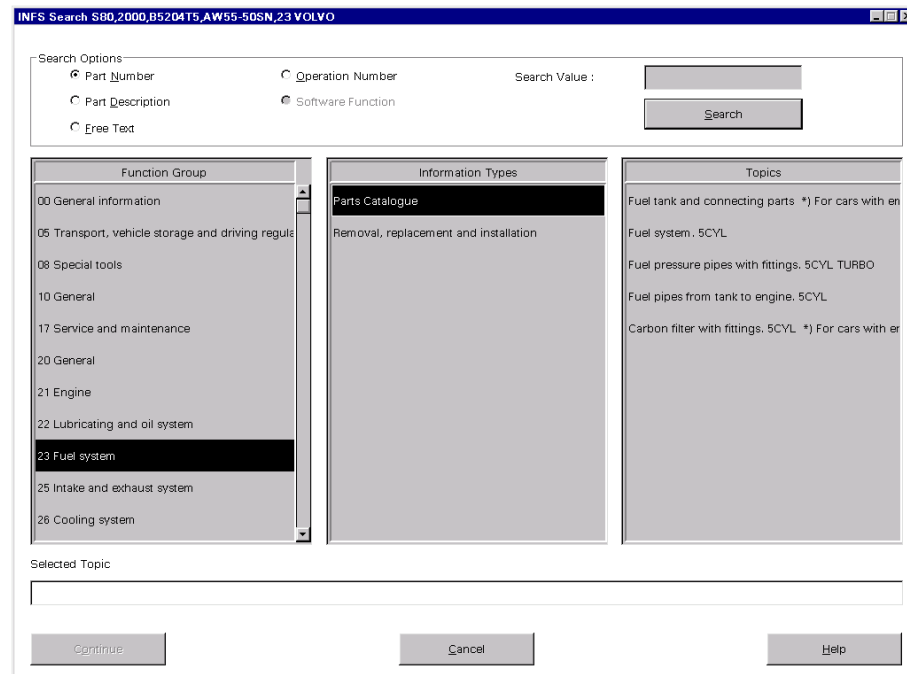 INFS Search S80,2000,B5204T5,AW55-50SN,23 VOLVO
Search Options
Part Number
Operation Number
Search Value :
Part Description
Software Function
Search
Free Text
Function Group
Information Types
Topics
00 General information
Parts Catalogue
Fuel tank and connecting parts *) For cars with en
05 Transport, vehicle storage and driving regula
Removal, replacement and installation
Fuel system. 5CYL
08 Special tools
Fuel pressure pipes with fittings. 5CYL TURBO
10 General
Fuel pipes from tank to engine. 5CYL
17 Service and maintenance
Carbon filter with fittings. 5CYL *) For cars with er
20 General
21 Engine
22 Lubricating and oil system
23 Fuel system
25 Intake and exhaust system
26 Cooling system
Selected Topic
Continue
Cancel
Help